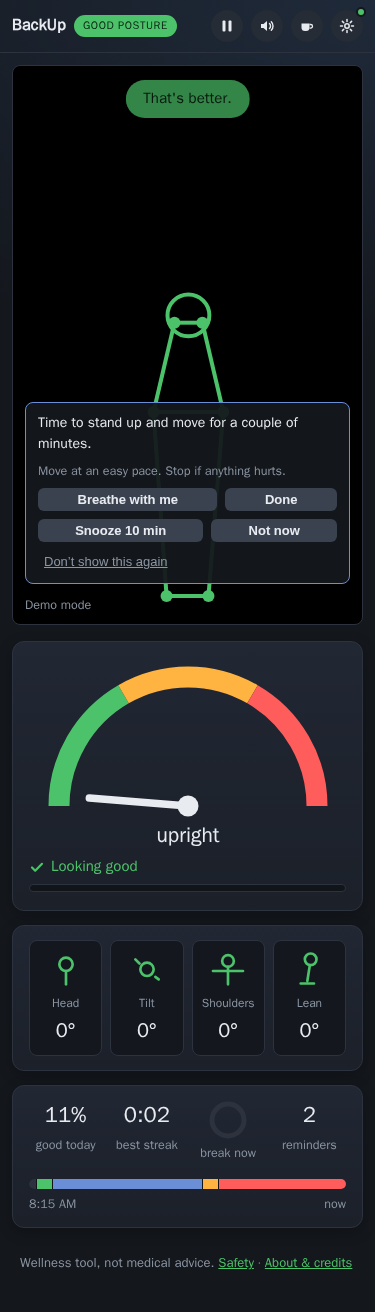 BackUp GOOD POSTURE
That's better.
Time to stand up and move for a couple of
minutes.
Move at an easy pace. Stop if anything hurts.
Breathe with me Done
Snooze 10 min Not now
Don't show this again
Demo mode
upright
Looking good
Head Tilt Shoulders Lean
0° 0° 0° 0°
11% 0:02 2
good today best streak break now reminders
8:15 AM now
Wellness tool, not medical advice. Safety · About & credits